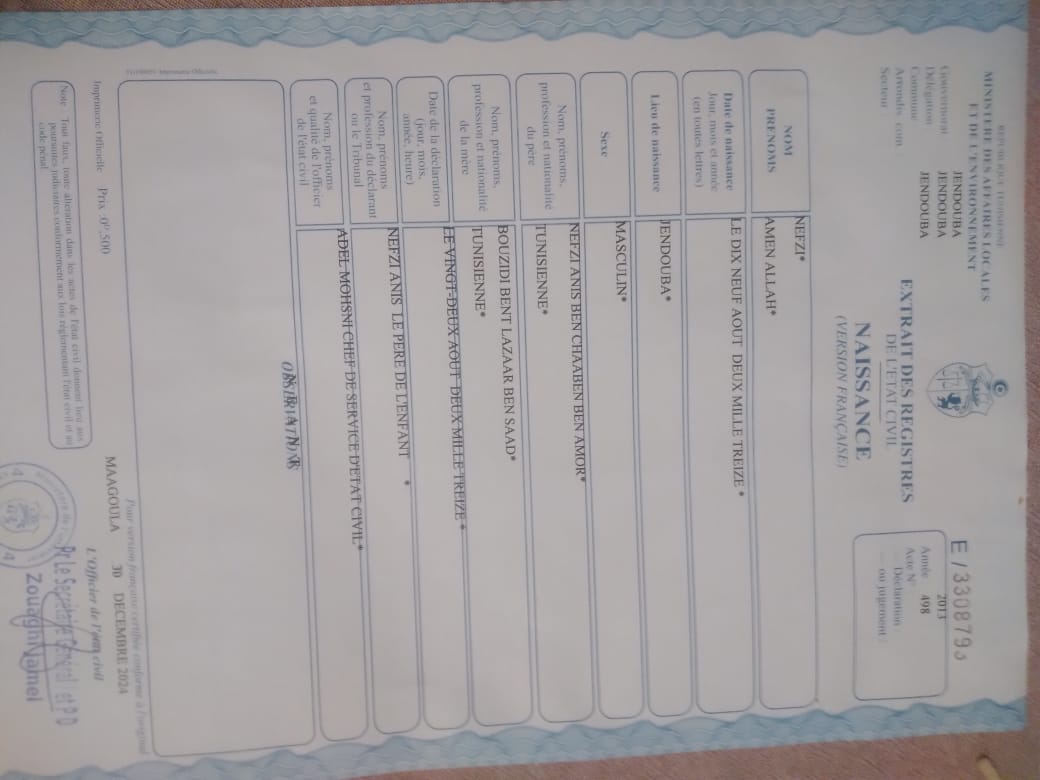 REPUBLIQUE TUNISIENNE
MINISTERE DES AFFAIRES LOCALES
ET DE L'ENVIRONNEMENT
Gouvernorat JENDOUBA
Délégation JENDOUBA
Commune JENDOUBA
Arrondis com
Secteur
EXTRAIT DES REGISTRES
DE L'ETAT CIVIL
NAISSANCE
(VERSION FRANÇAISE)
E / 330879
Année 2013
Acte N° 498
Déclaration
ou jugement :
NOM NEFZI*
PRENOMS AMEN ALLAH*
Date de naissance
Jour, mois et année
(en toutes lettres)
LE DIX NEUF AOUT DEUX MILLE TREIZE *
Lieu de naissance JENDOUBA*
Sexe MASCULIN*
Nom, prénoms,
profession et nationalité
du père
NEFZI ANIS BEN CHAABEN BEN AMOR*
TUNISIENNE*
Nom, prénoms,
profession et nationalité
de la mère
BOUZIDI BENT LAZAAR BEN SAAD*
TUNISIENNE*
Date de la déclaration
(jour, mois,
année, heure)
LE VINGT-DEUX AOUT DEUX MILLE TREIZE *
Nom, prénoms
et profession du déclarant
ou le Tribunal
NEFZI ANIS LE PERE DE L'ENFANT *
Nom, prénoms
et qualité de l'officier
de l'état civil
ADEL MOHSNI CHEF DE SERVICE D'ETAT CIVIL*
Imprimerie Officielle
Pour version française certifiée conforme à l'original
MAAGOULA 30 DECEMBRE 2024
L'Officier de l'état civil
Pr Le Secrétaire Général et P.D
Zouaghi Namei
Imprimerie Officielle Prix :0ᴰ,500
Note Tout faux, toute altération dans les actes de l'état civil donnent lieu aux
poursuites judiciaires conformément aux lois réglementant l'état civil et au
code pénal